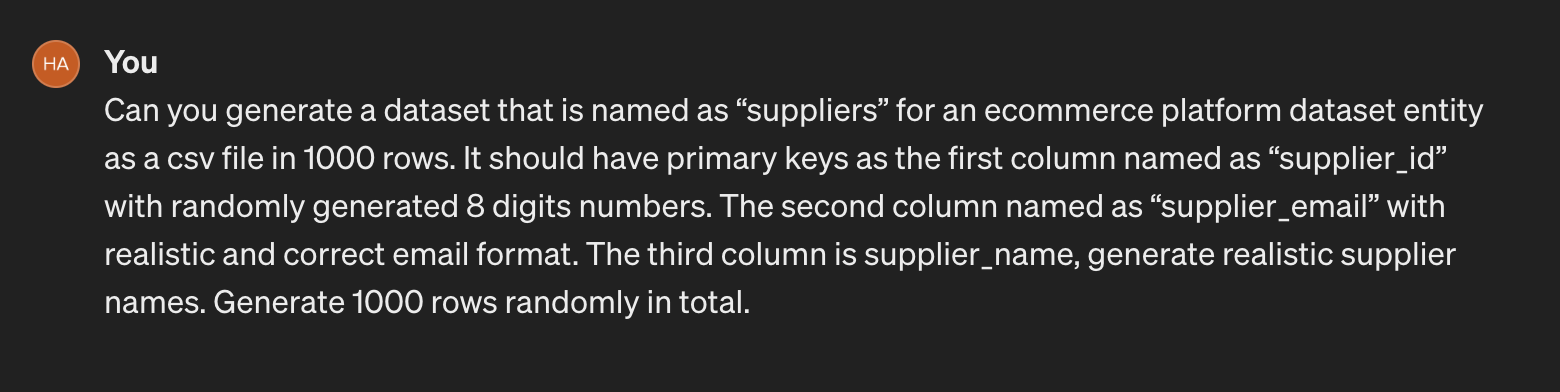 HA
You
Can you generate a dataset that is named as “suppliers” for an ecommerce platform dataset entity
as a csv file in 1000 rows. It should have primary keys as the first column named as “supplier_id”
with randomly generated 8 digits numbers. The second column named as “supplier_email” with
realistic and correct email format. The third column is supplier_name, generate realistic supplier
names. Generate 1000 rows randomly in total.